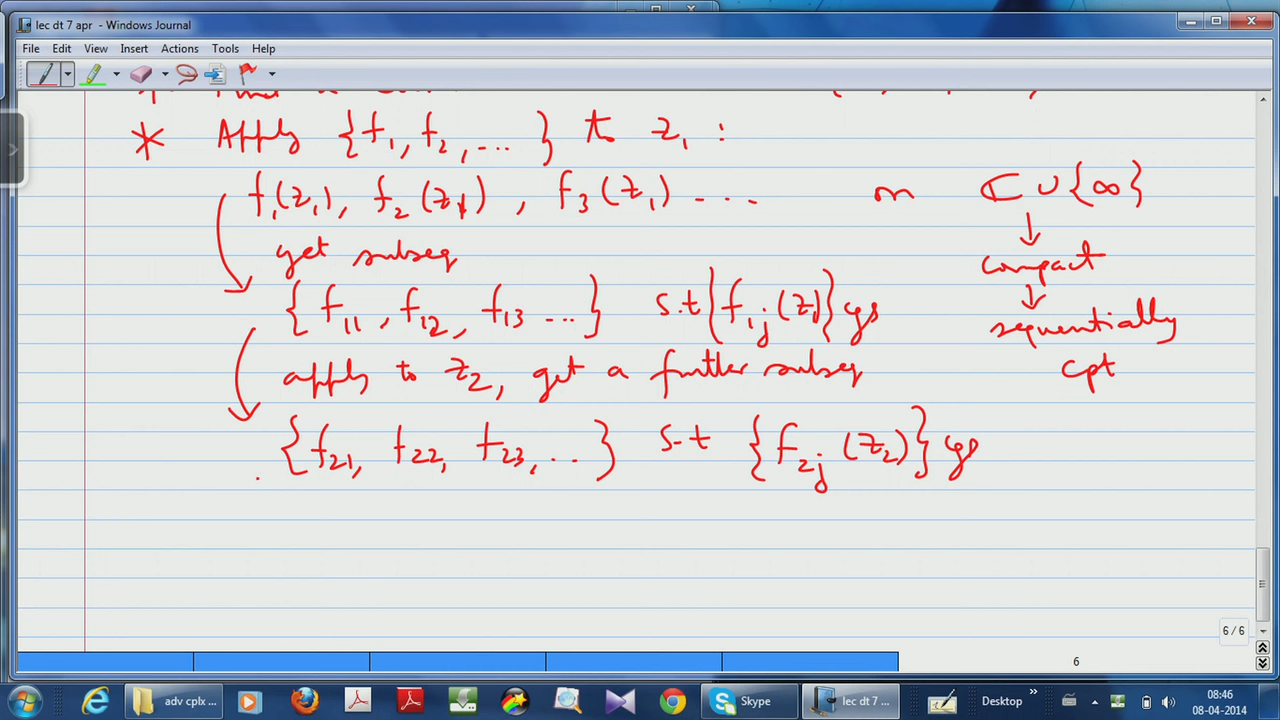 lec dt 7 apr - Windows Journal
File Edit View Insert Actions Tools Help
* Apply {f₁, f₂, ...} to z₁ :
f₁(z₁), f₂(z₁), f₃(z₁) ... on ℂ ∪ {∞}
↓
get subseq compact
↓
{f₁₁, f₁₂, f₁₃ ...} s.t {f₁ⱼ(z₁)} cgs sequentially
apply to z₂, get a further subseq cpt
{f₂₁, f₂₂, f₂₃, ...} s.t {f₂ⱼ(z₂)} cgs
6 / 6
6
adv cplx ... Skype lec dt 7 ... Desktop » 08:46
08-04-2014